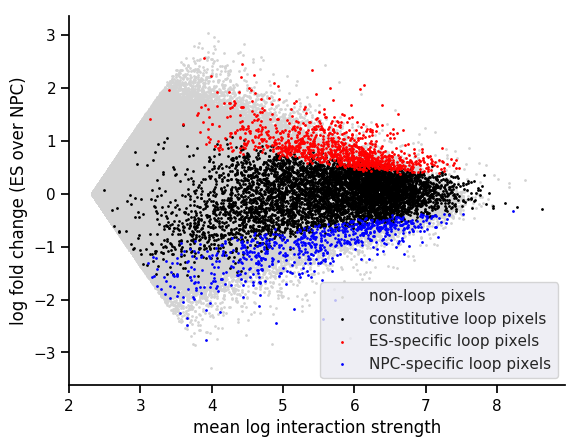 3
2
1
0
−1
−2
−3
log fold change (ES over NPC)
non-loop pixels
constitutive loop pixels
ES-specific loop pixels
NPC-specific loop pixels
2 3 4 5 6 7 8
mean log interaction strength